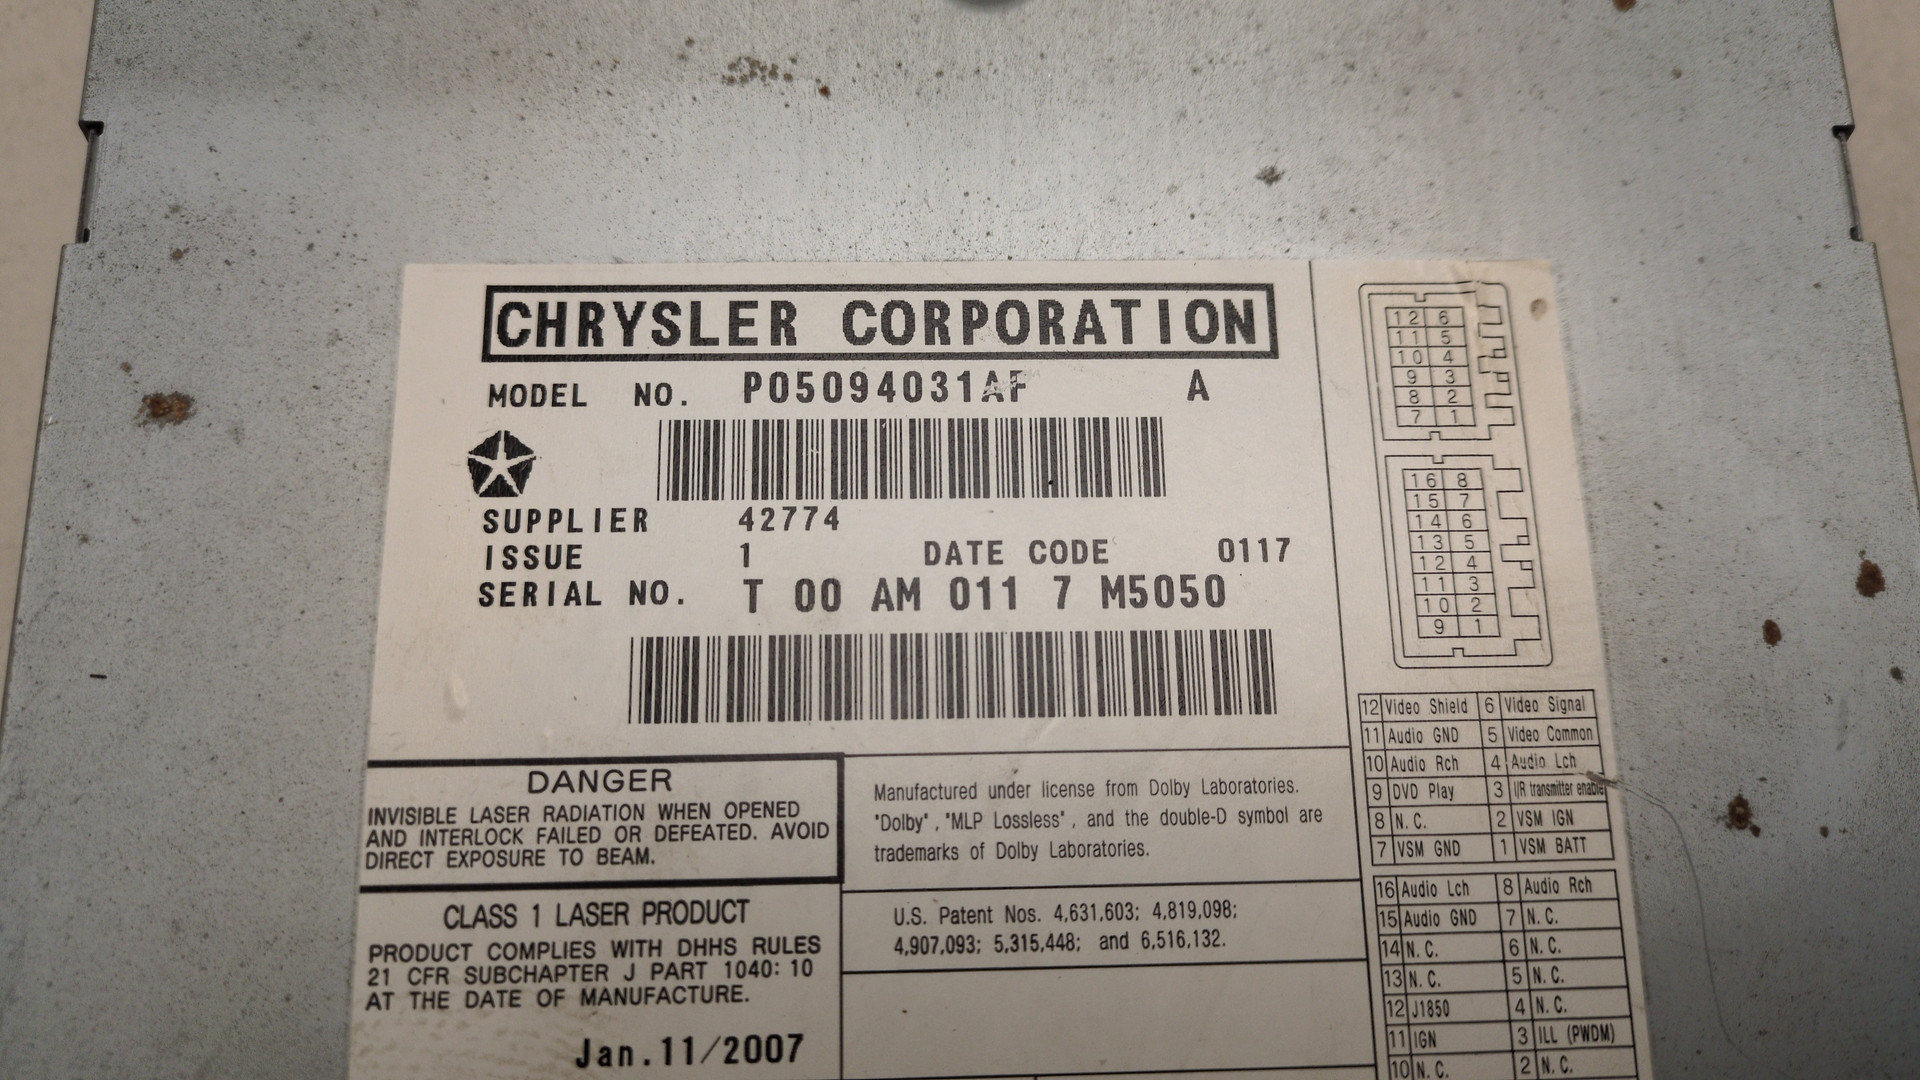 CHRYSLER CORPORATION
MODEL NO. P05094031AF A
SUPPLIER 42774
ISSUE 1 DATE CODE 0117
SERIAL NO. T 00 AM 011 7 M5050
DANGER
INVISIBLE LASER RADIATION WHEN OPENED
AND INTERLOCK FAILED OR DEFEATED. AVOID
DIRECT EXPOSURE TO BEAM.
CLASS 1 LASER PRODUCT
PRODUCT COMPLIES WITH DHHS RULES
21 CFR SUBCHAPTER J PART 1040: 10
AT THE DATE OF MANUFACTURE.
Jan.11/2007
Manufactured under license from Dolby Laboratories.
"Dolby", "MLP Lossless", and the double-D symbol are
trademarks of Dolby Laboratories.
U.S. Patent Nos. 4,631,603; 4,819,098;
4,907,093; 5,315,448; and 6,516,132.
12 6
11 5
10 4
9 3
8 2
7 1
16 8
15 7
14 6
13 5
12 4
11 3
10 2
9 1
12 Video Shield 6 Video Signal
11 Audio GND 5 Video Common
10 Audio Rch 4 Audio Lch
9 DVD Play 3 I/R transmitter enable
8 N.C. 2 VSM IGN
7 VSM GND 1 VSM BATT
16 Audio Lch 8 Audio Rch
15 Audio GND 7 N.C.
14 N.C. 6 N.C.
13 N.C. 5 N.C.
12 J1850 4 N.C.
11 IGN 3 ILL (PWDM)
10 N.C. 2 N.C.